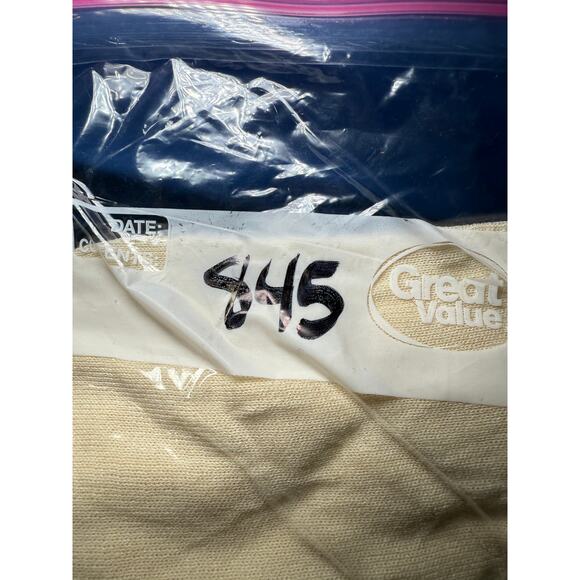 DATE:
845
Great
Value